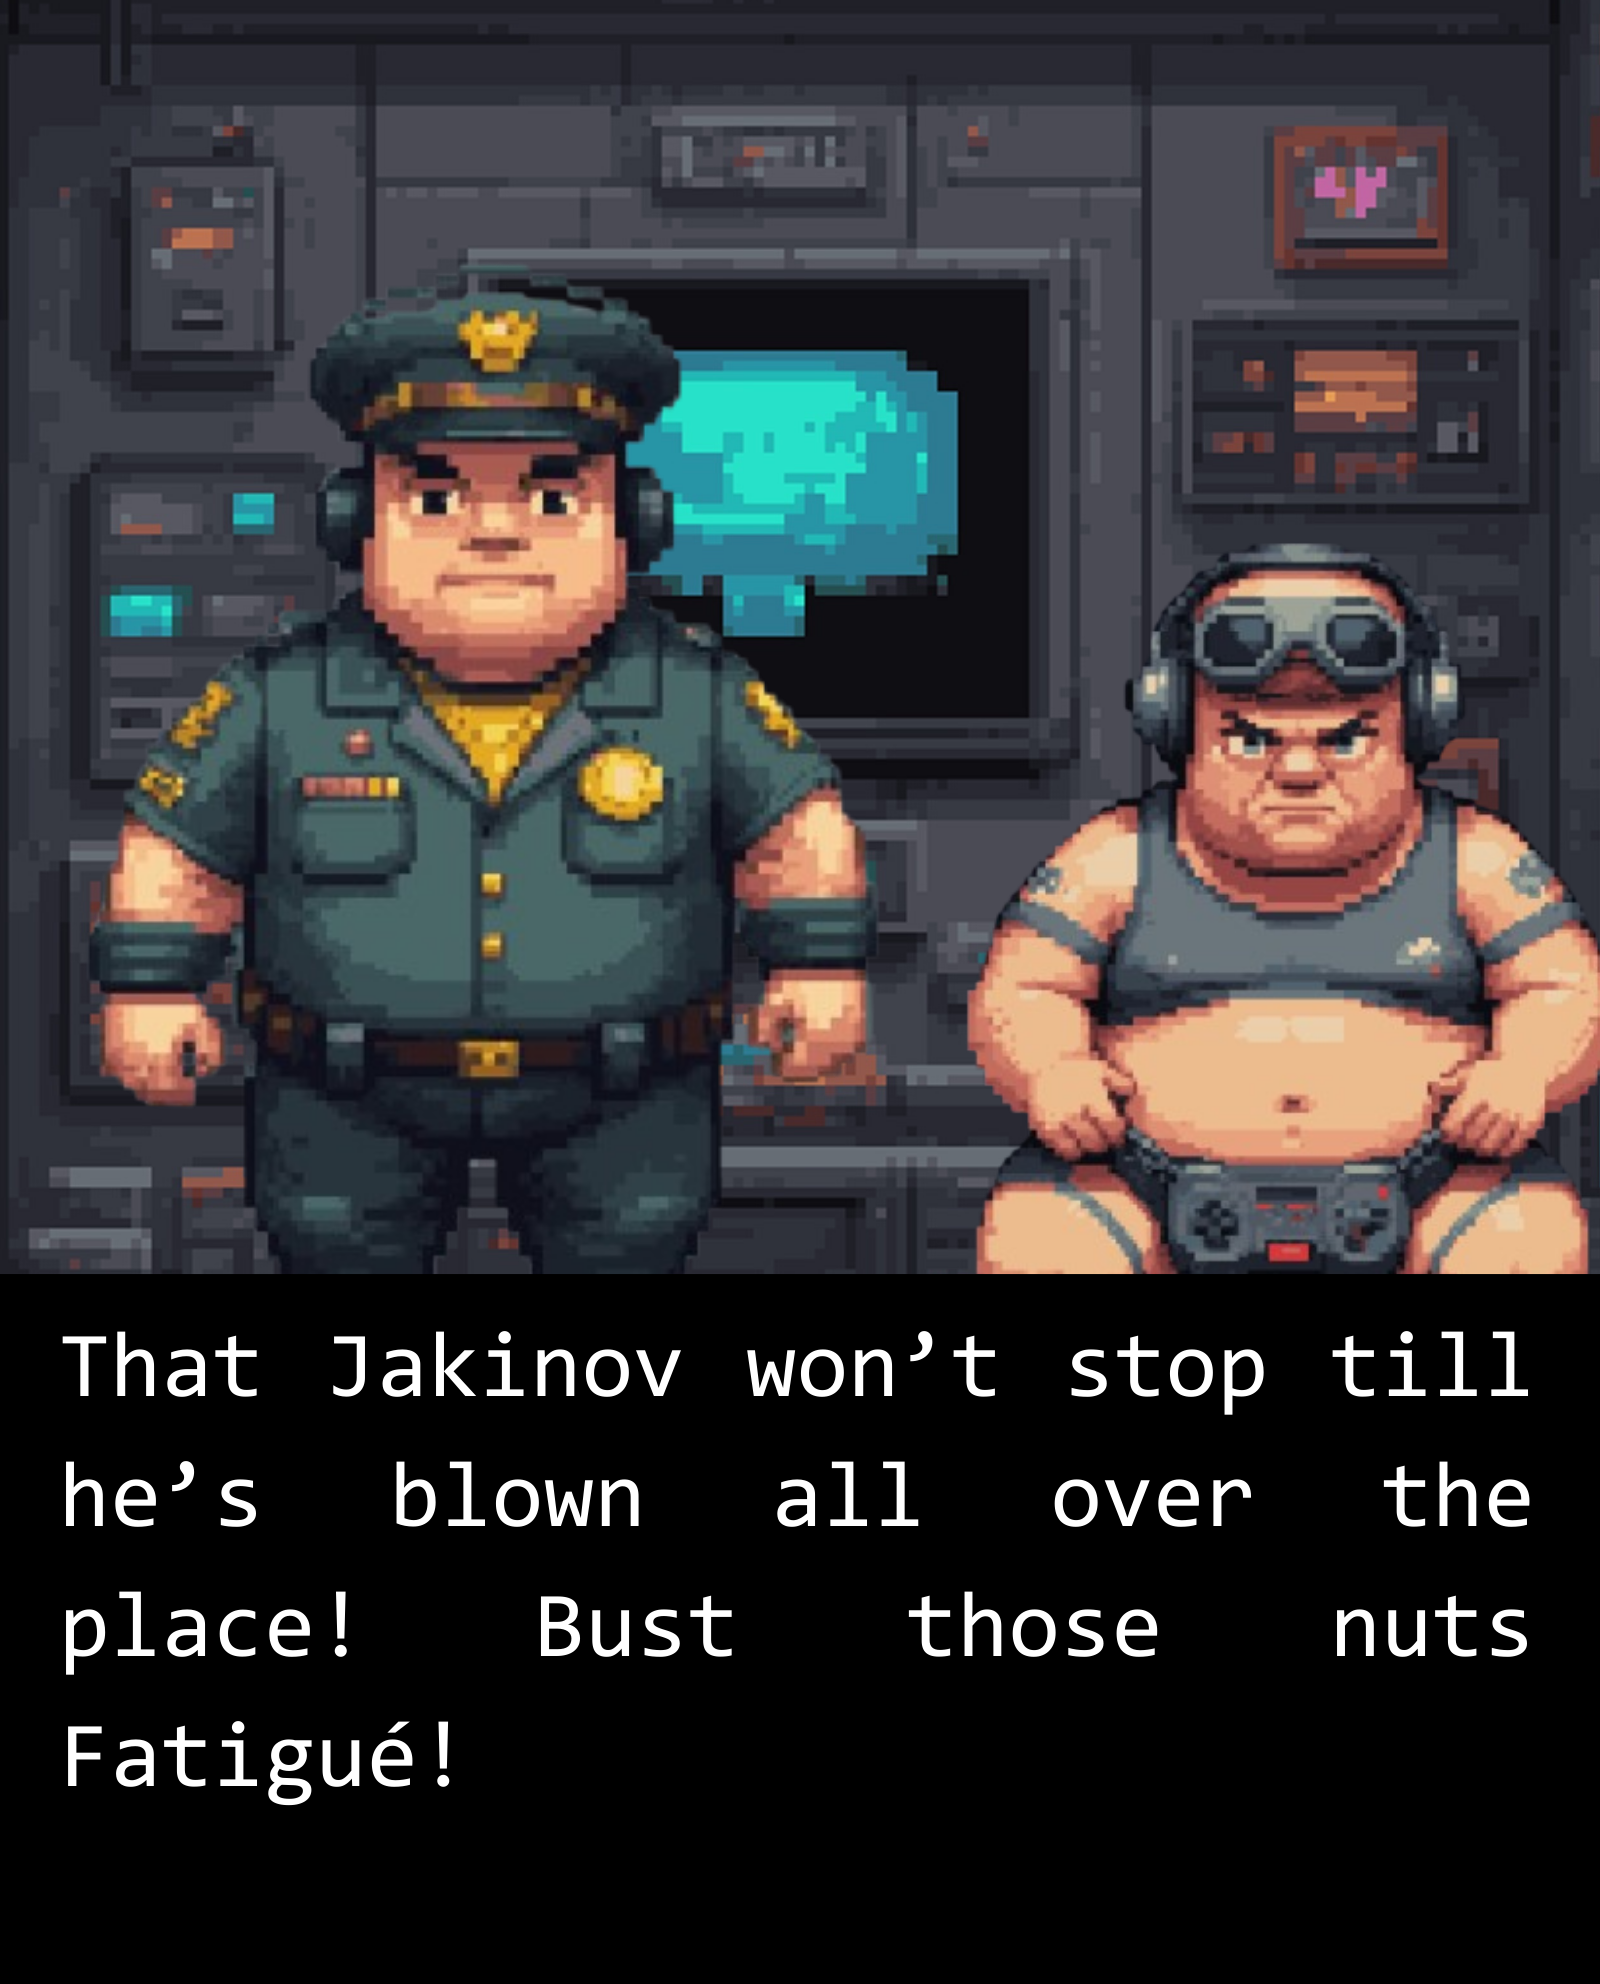 That Jakinov won’t stop till
he’s blown all over the
place! Bust those nuts
Fatigué!